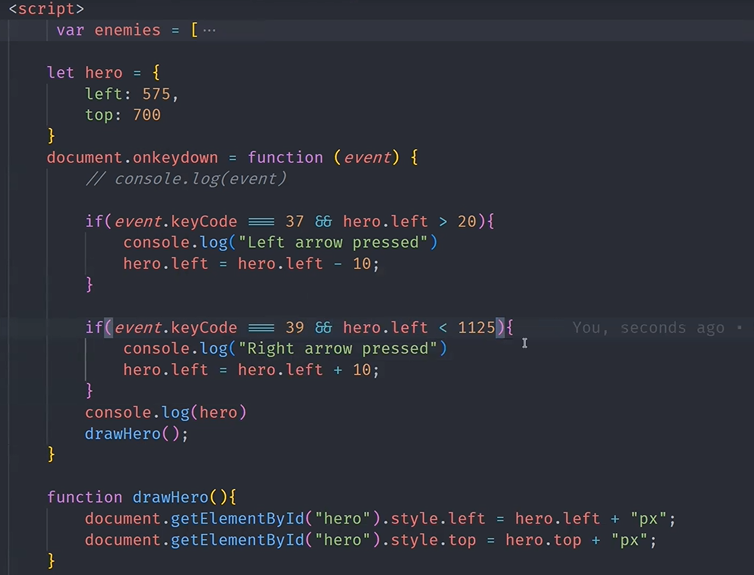 <script>
var enemies = [ ···
let hero = {
left: 575,
top: 700
}
document.onkeydown = function (event) {
// console.log(event)
if(event.keyCode === 37 && hero.left > 20){
console.log("Left arrow pressed")
hero.left = hero.left - 10;
}
if(event.keyCode === 39 && hero.left < 1125){ You, seconds ago •
console.log("Right arrow pressed")
hero.left = hero.left + 10;
}
console.log(hero)
drawHero();
}
function drawHero(){
document.getElementById("hero").style.left = hero.left + "px";
document.getElementById("hero").style.top = hero.top + "px";
}